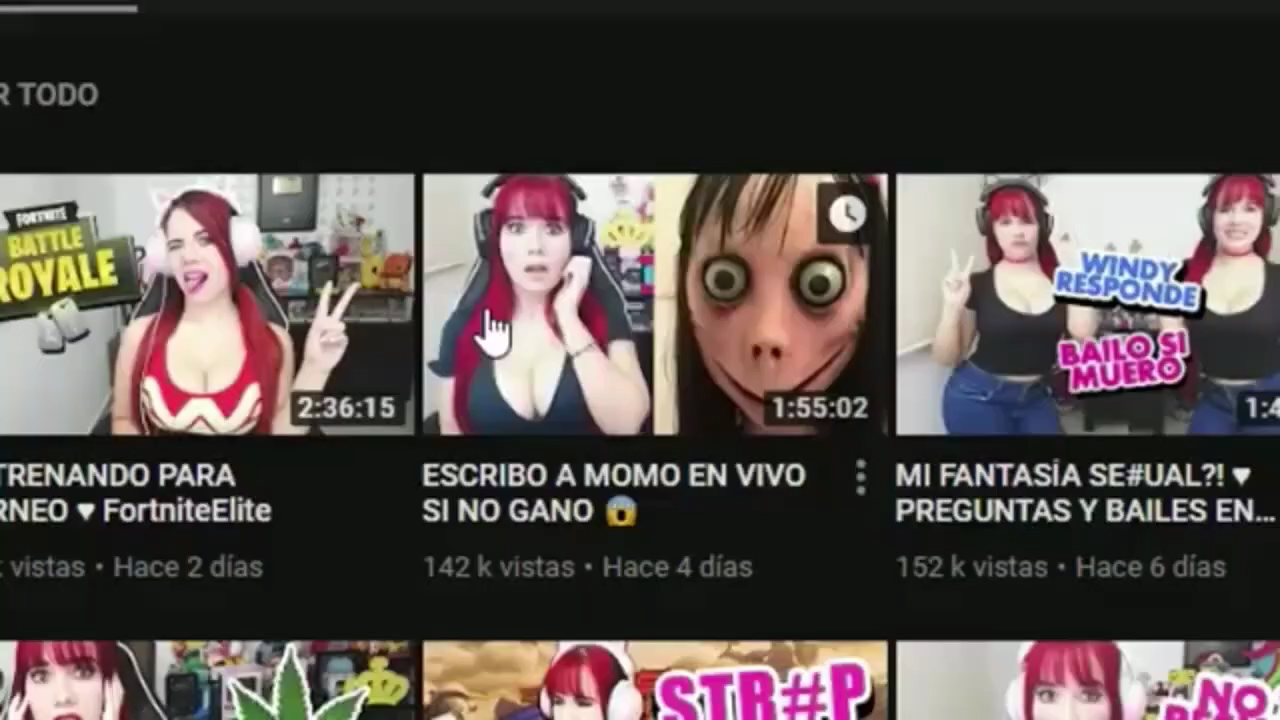 R TODO
FORTNITE
BATTLE
ROYALE
2:36:15
1:55:02
WINDY
RESPONDE
BAILO SI
MUERO
1:4
TRENANDO PARA
RNEO ♥ FortniteElite
vistas • Hace 2 días
ESCRIBO A MOMO EN VIVO
SI NO GANO 😱
142 k vistas • Hace 4 días
MI FANTASÍA SE#UAL?! ♥
PREGUNTAS Y BAILES EN...
152 k vistas • Hace 6 días
STR#P
NO